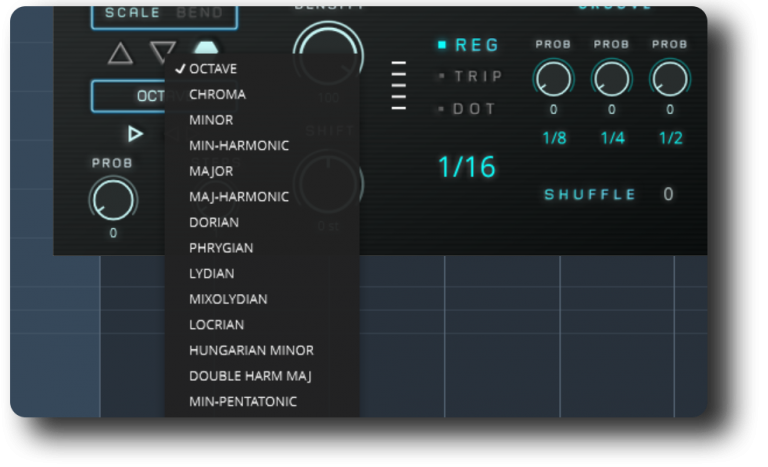 SCALE BEND
DENSITY
GROOVE
✓ OCTAVE
CHROMA
MINOR
MIN-HARMONIC
MAJOR
MAJ-HARMONIC
DORIAN
PHRYGIAN
LYDIAN
MIXOLYDIAN
LOCRIAN
HUNGARIAN MINOR
DOUBLE HARM MAJ
MIN-PENTATONIC
OCT
PROB
0
100
SHIFT
REG
TRIP
DOT
1/16
PROB PROB PROB
0 0 0
1/8 1/4 1/2
SHUFFLE 0